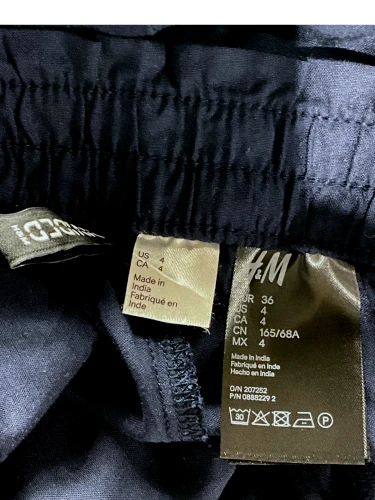 US 4
CA 4
Made in
India
Fabriqué en
Inde
H&M
EUR 36
US 4
CA 4
CN 165/68A
MX 4
Made in India
Fabriqué en Inde
Hecho en India
O/N 207252
P/N 0888229 2
30
P